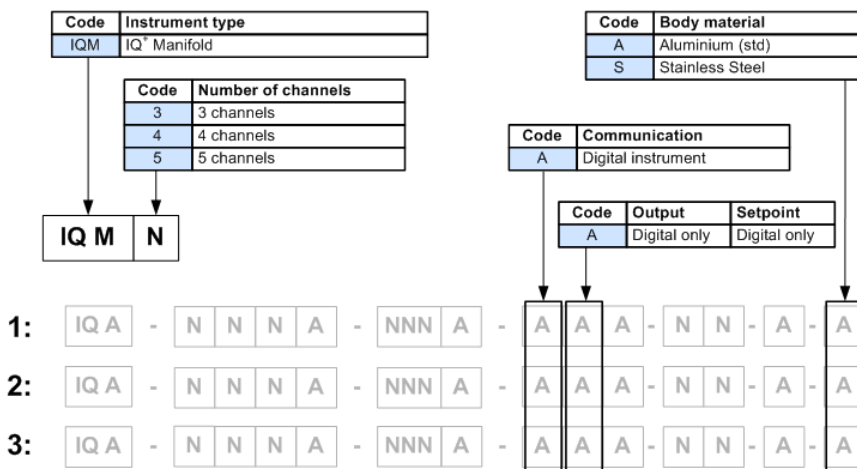 Code Instrument type
IQM IQ+ Manifold
Code Number of channels
3 3 channels
4 4 channels
5 5 channels
Code Body material
A Aluminium (std)
S Stainless Steel
Code Communication
A Digital instrument
Code Output Setpoint
A Digital only Digital only
IQ M N
1: IQ A - N N N A - NNN A - A A A - N N - A - A
2: IQ A - N N N A - NNN A - A A A - N N - A - A
3: IQ A - N N N A - NNN A - A A A - N N - A - A